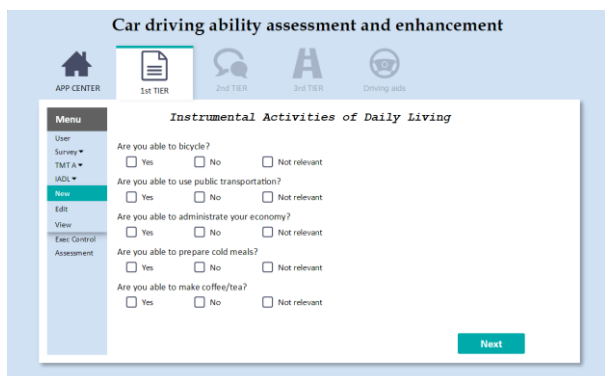 Car driving ability assessment and enhancement
APP CENTER
1st TIER
2nd TIER
3rd TIER
Driving aids
Menu
User
Survey
TMT A
IADL
New
Edit
View
Exec Control
Assessment
Instrumental Activities of Daily Living
Are you able to bicycle?
Yes No Not relevant
Are you able to use public transportation?
Yes No Not relevant
Are you able to administrate your economy?
Yes No Not relevant
Are you able to prepare cold meals?
Yes No Not relevant
Are you able to make coffee/tea?
Yes No Not relevant
Next